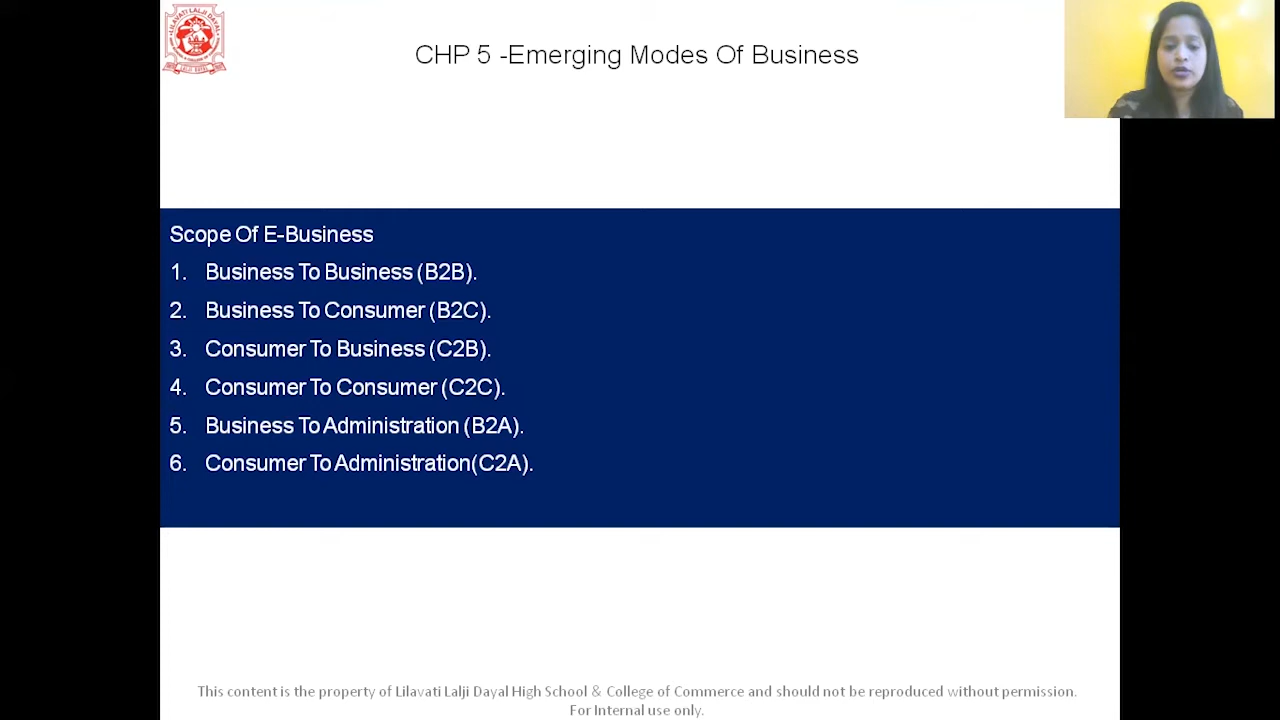 LILAVATI LALJI DAYAL
CHP 5 -Emerging Modes Of Business
Scope Of E-Business
1. Business To Business (B2B).
2. Business To Consumer (B2C).
3. Consumer To Business (C2B).
4. Consumer To Consumer (C2C).
5. Business To Administration (B2A).
6. Consumer To Administration(C2A).
This content is the property of Lilavati Lalji Dayal High School & College of Commerce and should not be reproduced without permission.
For Internal use only.